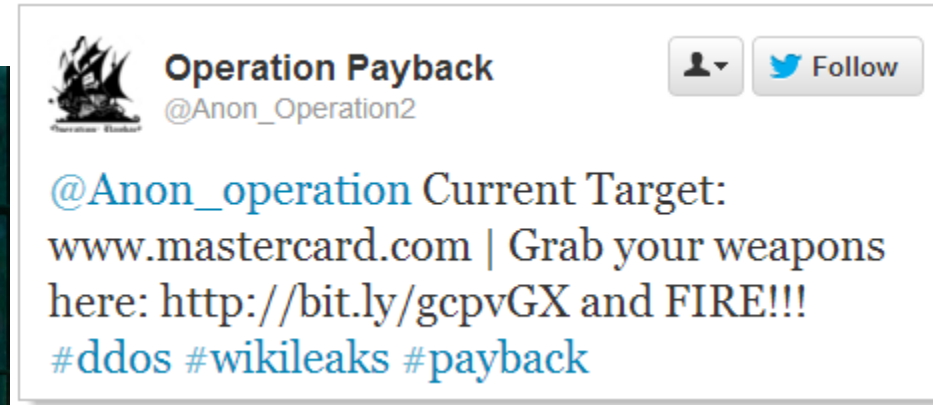 Operation Payback
Follow
@Anon_Operation2
@Anon_operation Current Target:
www.mastercard.com | Grab your weapons
here: http://bit.ly/gcpvGX and FIRE!!!
#ddos #wikileaks #payback